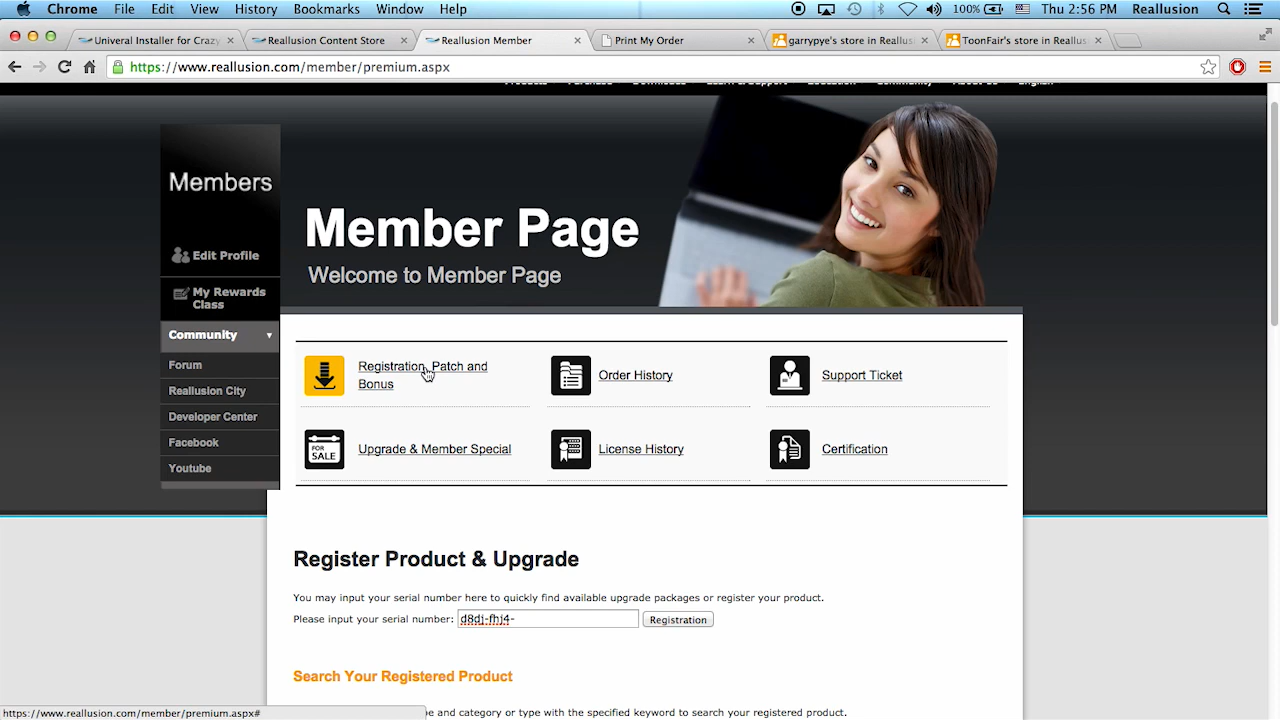 Chrome File Edit View History Bookmarks Window Help 100% Thu 2:56 PM Reallusion
Univeral Installer for Crazy
Reallusion Content Store
Reallusion Member
Print My Order
garrypye's store in Reallus
ToonFair's store in Reallus
https://www.reallusion.com/member/premium.aspx
Members
Edit Profile
My Rewards
Class
Community
Forum
Reallusion City
Developer Center
Facebook
Youtube
Member Page
Welcome to Member Page
Registration, Patch and
Bonus
Order History
Support Ticket
FOR
SALE
Upgrade & Member Special
License History
Certification
Register Product & Upgrade
You may input your serial number here to quickly find available upgrade packages or register your product.
Please input your serial number: d8dj-fhj4- Registration
Search Your Registered Product
pe and category or type with the specified keyword to search your registered product.
https://www.reallusion.com/member/premium.aspx#